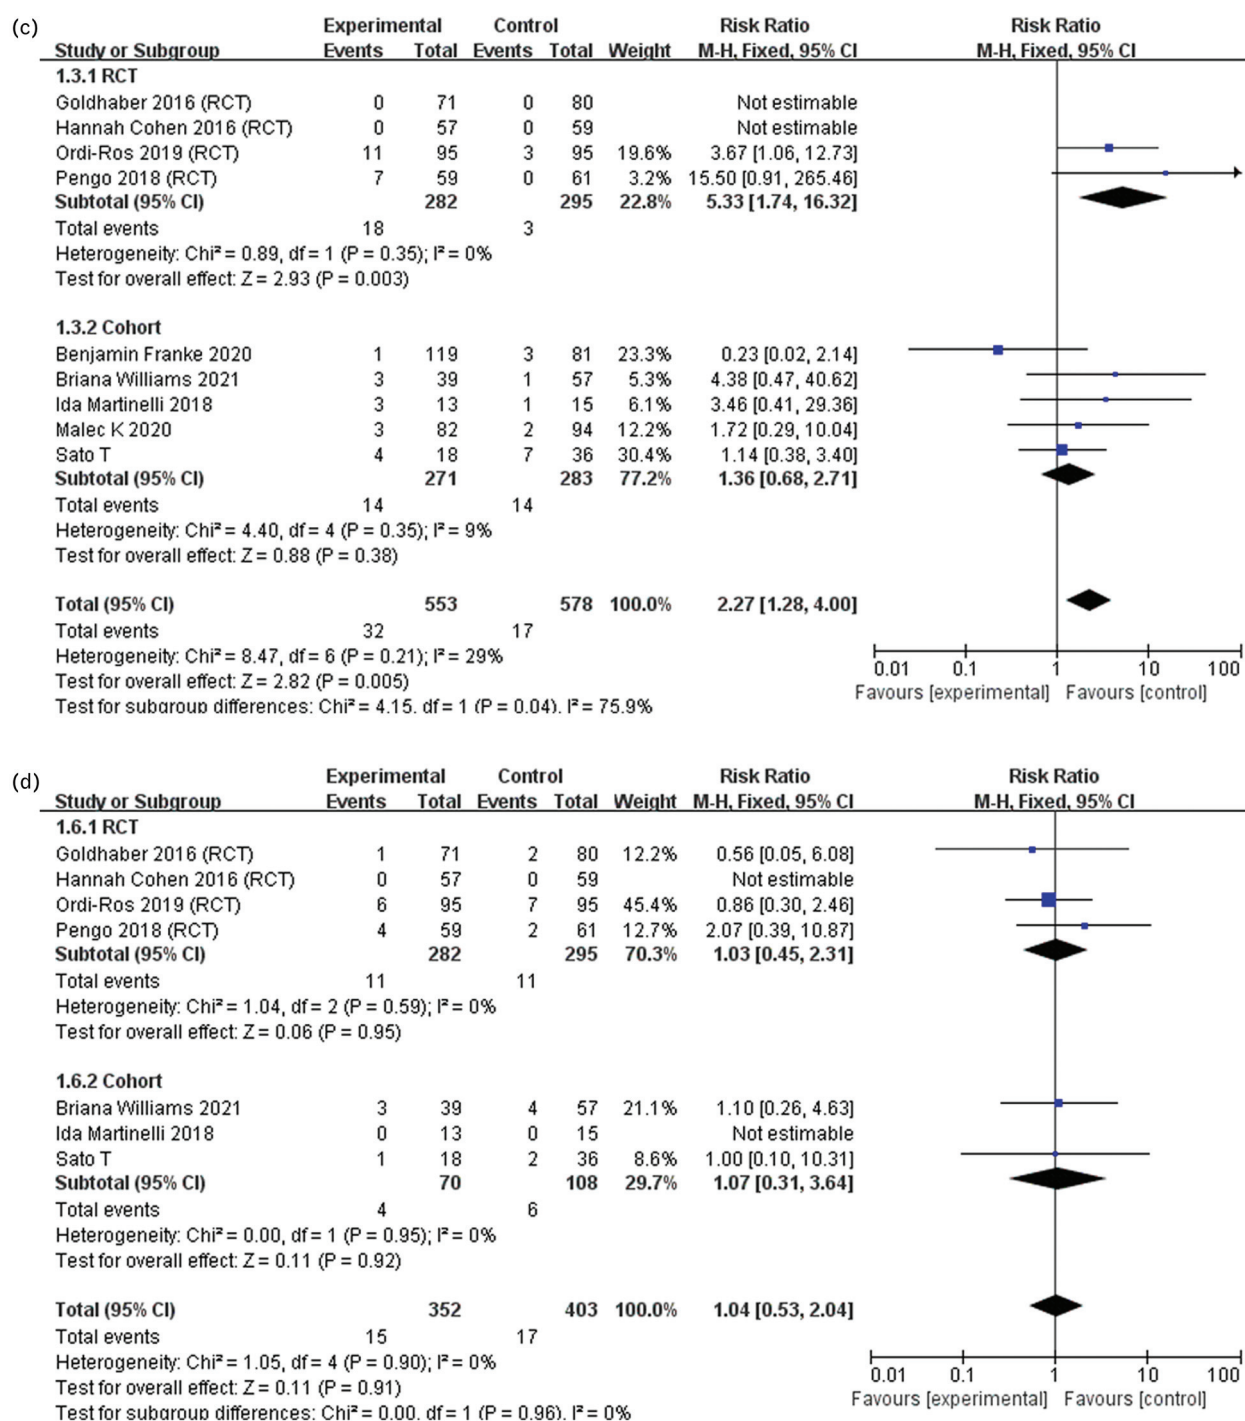 (c)
Experimental Control Risk Ratio Risk Ratio
Study or Subgroup Events Total Events Total Weight M-H, Fixed, 95% CI M-H, Fixed, 95% CI
1.3.1 RCT
Goldhaber 2016 (RCT) 0 71 0 80 Not estimable
Hannah Cohen 2016 (RCT) 0 57 0 59 Not estimable
Ordi-Ros 2019 (RCT) 11 95 3 95 19.6% 3.67 [1.06, 12.73]
Pengo 2018 (RCT) 7 59 0 61 3.2% 15.50 [0.91, 265.46]
Subtotal (95% CI) 282 295 22.8% 5.33 [1.74, 16.32]
Total events 18 3
Heterogeneity: Chi² = 0.89, df = 1 (P = 0.35); I² = 0%
Test for overall effect: Z = 2.93 (P = 0.003)
1.3.2 Cohort
Benjamin Franke 2020 1 119 3 81 23.3% 0.23 [0.02, 2.14]
Briana Williams 2021 3 39 1 57 5.3% 4.38 [0.47, 40.62]
Ida Martinelli 2018 3 13 1 15 6.1% 3.46 [0.41, 29.36]
Malec K 2020 3 82 2 94 12.2% 1.72 [0.29, 10.04]
Sato T 4 18 7 36 30.4% 1.14 [0.38, 3.40]
Subtotal (95% CI) 271 283 77.2% 1.36 [0.68, 2.71]
Total events 14 14
Heterogeneity: Chi² = 4.40, df = 4 (P = 0.35); I² = 9%
Test for overall effect: Z = 0.88 (P = 0.38)
Total (95% CI) 553 578 100.0% 2.27 [1.28, 4.00]
Total events 32 17
Heterogeneity: Chi² = 8.47, df = 6 (P = 0.21); I² = 29%
Test for overall effect: Z = 2.82 (P = 0.005)
Test for subgroup differences: Chi² = 4.15, df = 1 (P = 0.04), I² = 75.9%
0.01 0.1 1 10 100
Favours [experimental] Favours [control]
(d)
Experimental Control Risk Ratio Risk Ratio
Study or Subgroup Events Total Events Total Weight M-H, Fixed, 95% CI M-H, Fixed, 95% CI
1.6.1 RCT
Goldhaber 2016 (RCT) 1 71 2 80 12.2% 0.56 [0.05, 6.08]
Hannah Cohen 2016 (RCT) 0 57 0 59 Not estimable
Ordi-Ros 2019 (RCT) 6 95 7 95 45.4% 0.86 [0.30, 2.46]
Pengo 2018 (RCT) 4 59 2 61 12.7% 2.07 [0.39, 10.87]
Subtotal (95% CI) 282 295 70.3% 1.03 [0.45, 2.31]
Total events 11 11
Heterogeneity: Chi² = 1.04, df = 2 (P = 0.59); I² = 0%
Test for overall effect: Z = 0.06 (P = 0.95)
1.6.2 Cohort
Briana Williams 2021 3 39 4 57 21.1% 1.10 [0.26, 4.63]
Ida Martinelli 2018 0 13 0 15 Not estimable
Sato T 1 18 2 36 8.6% 1.00 [0.10, 10.31]
Subtotal (95% CI) 70 108 29.7% 1.07 [0.31, 3.64]
Total events 4 6
Heterogeneity: Chi² = 0.00, df = 1 (P = 0.95); I² = 0%
Test for overall effect: Z = 0.11 (P = 0.92)
Total (95% CI) 352 403 100.0% 1.04 [0.53, 2.04]
Total events 15 17
Heterogeneity: Chi² = 1.05, df = 4 (P = 0.90); I² = 0%
Test for overall effect: Z = 0.11 (P = 0.91)
Test for subgroup differences: Chi² = 0.00, df = 1 (P = 0.96), I² = 0%
0.01 0.1 1 10 100
Favours [experimental] Favours [control]